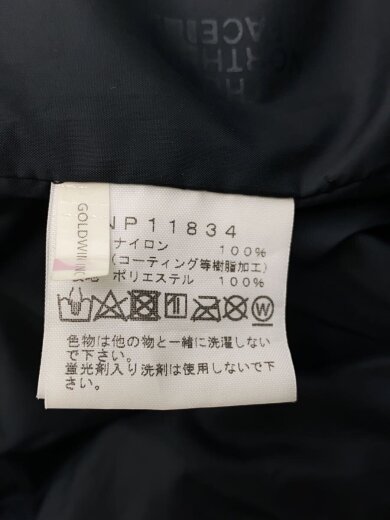 THE
NORTH
FACE
GOLDWIN INC
NP11834
ナイロン 100%
(コーティング等樹脂加工)
ポリエステル 100%
色物は他の物と一緒に洗濯しない
で下さい。
蛍光剤入り洗剤は使用しないで下
さい。